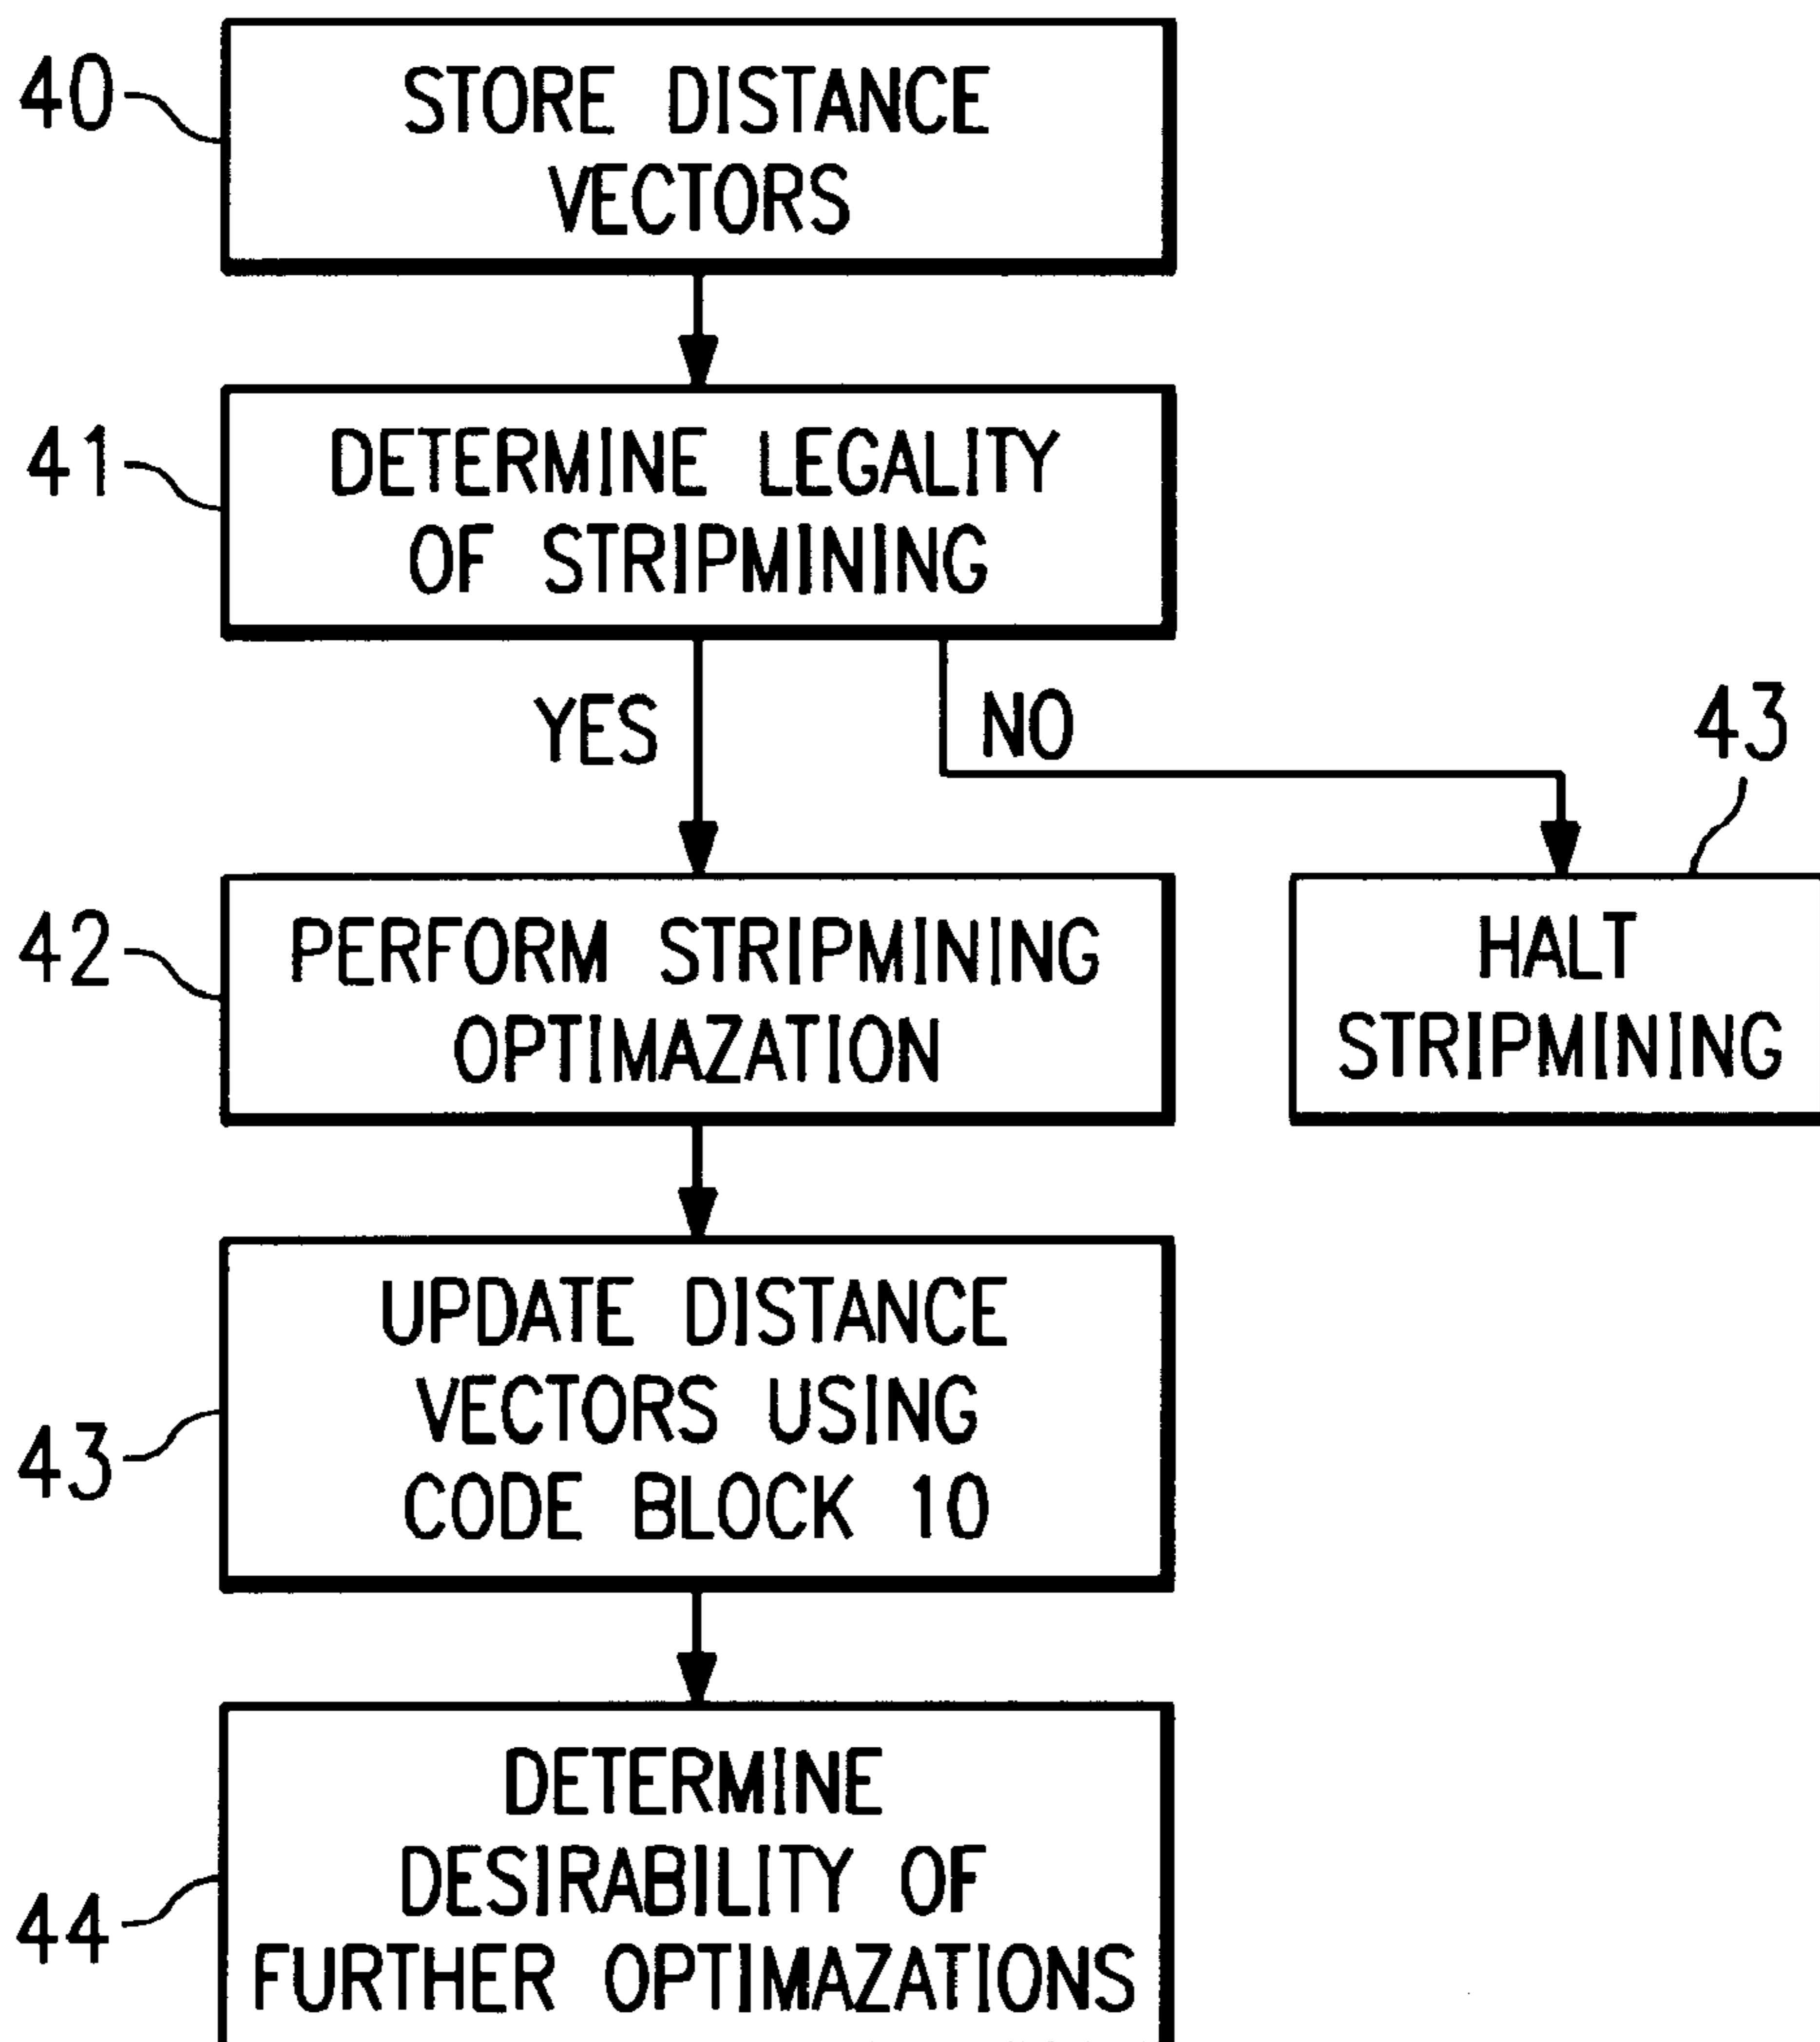 40
STORE DISTANCE
VECTORS
41
DETERMINE LEGALITY
OF STRIPMINING
YES
NO
43
42
PERFORM STRIPMINING
OPTIMAZATION
HALT
STRIPMINING
43
UPDATE DISTANCE
VECTORS USING
CODE BLOCK 10
44
DETERMINE
DESIRABILITY OF
FURTHER OPTIMAZATIONS